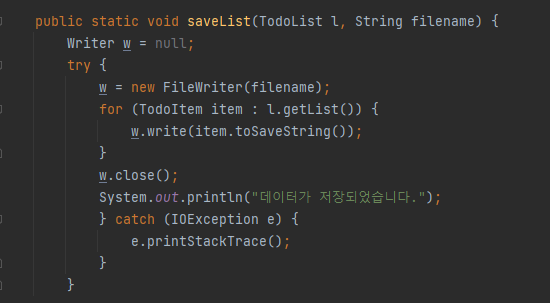 public static void saveList(TodoList l, String filename) {
Writer w = null;
try {
w = new FileWriter(filename);
for (TodoItem item : l.getList()) {
w.write(item.toSaveString());
}
w.close();
System.out.println("데이터가 저장되었습니다.");
} catch (IOException e) {
e.printStackTrace();
}
}